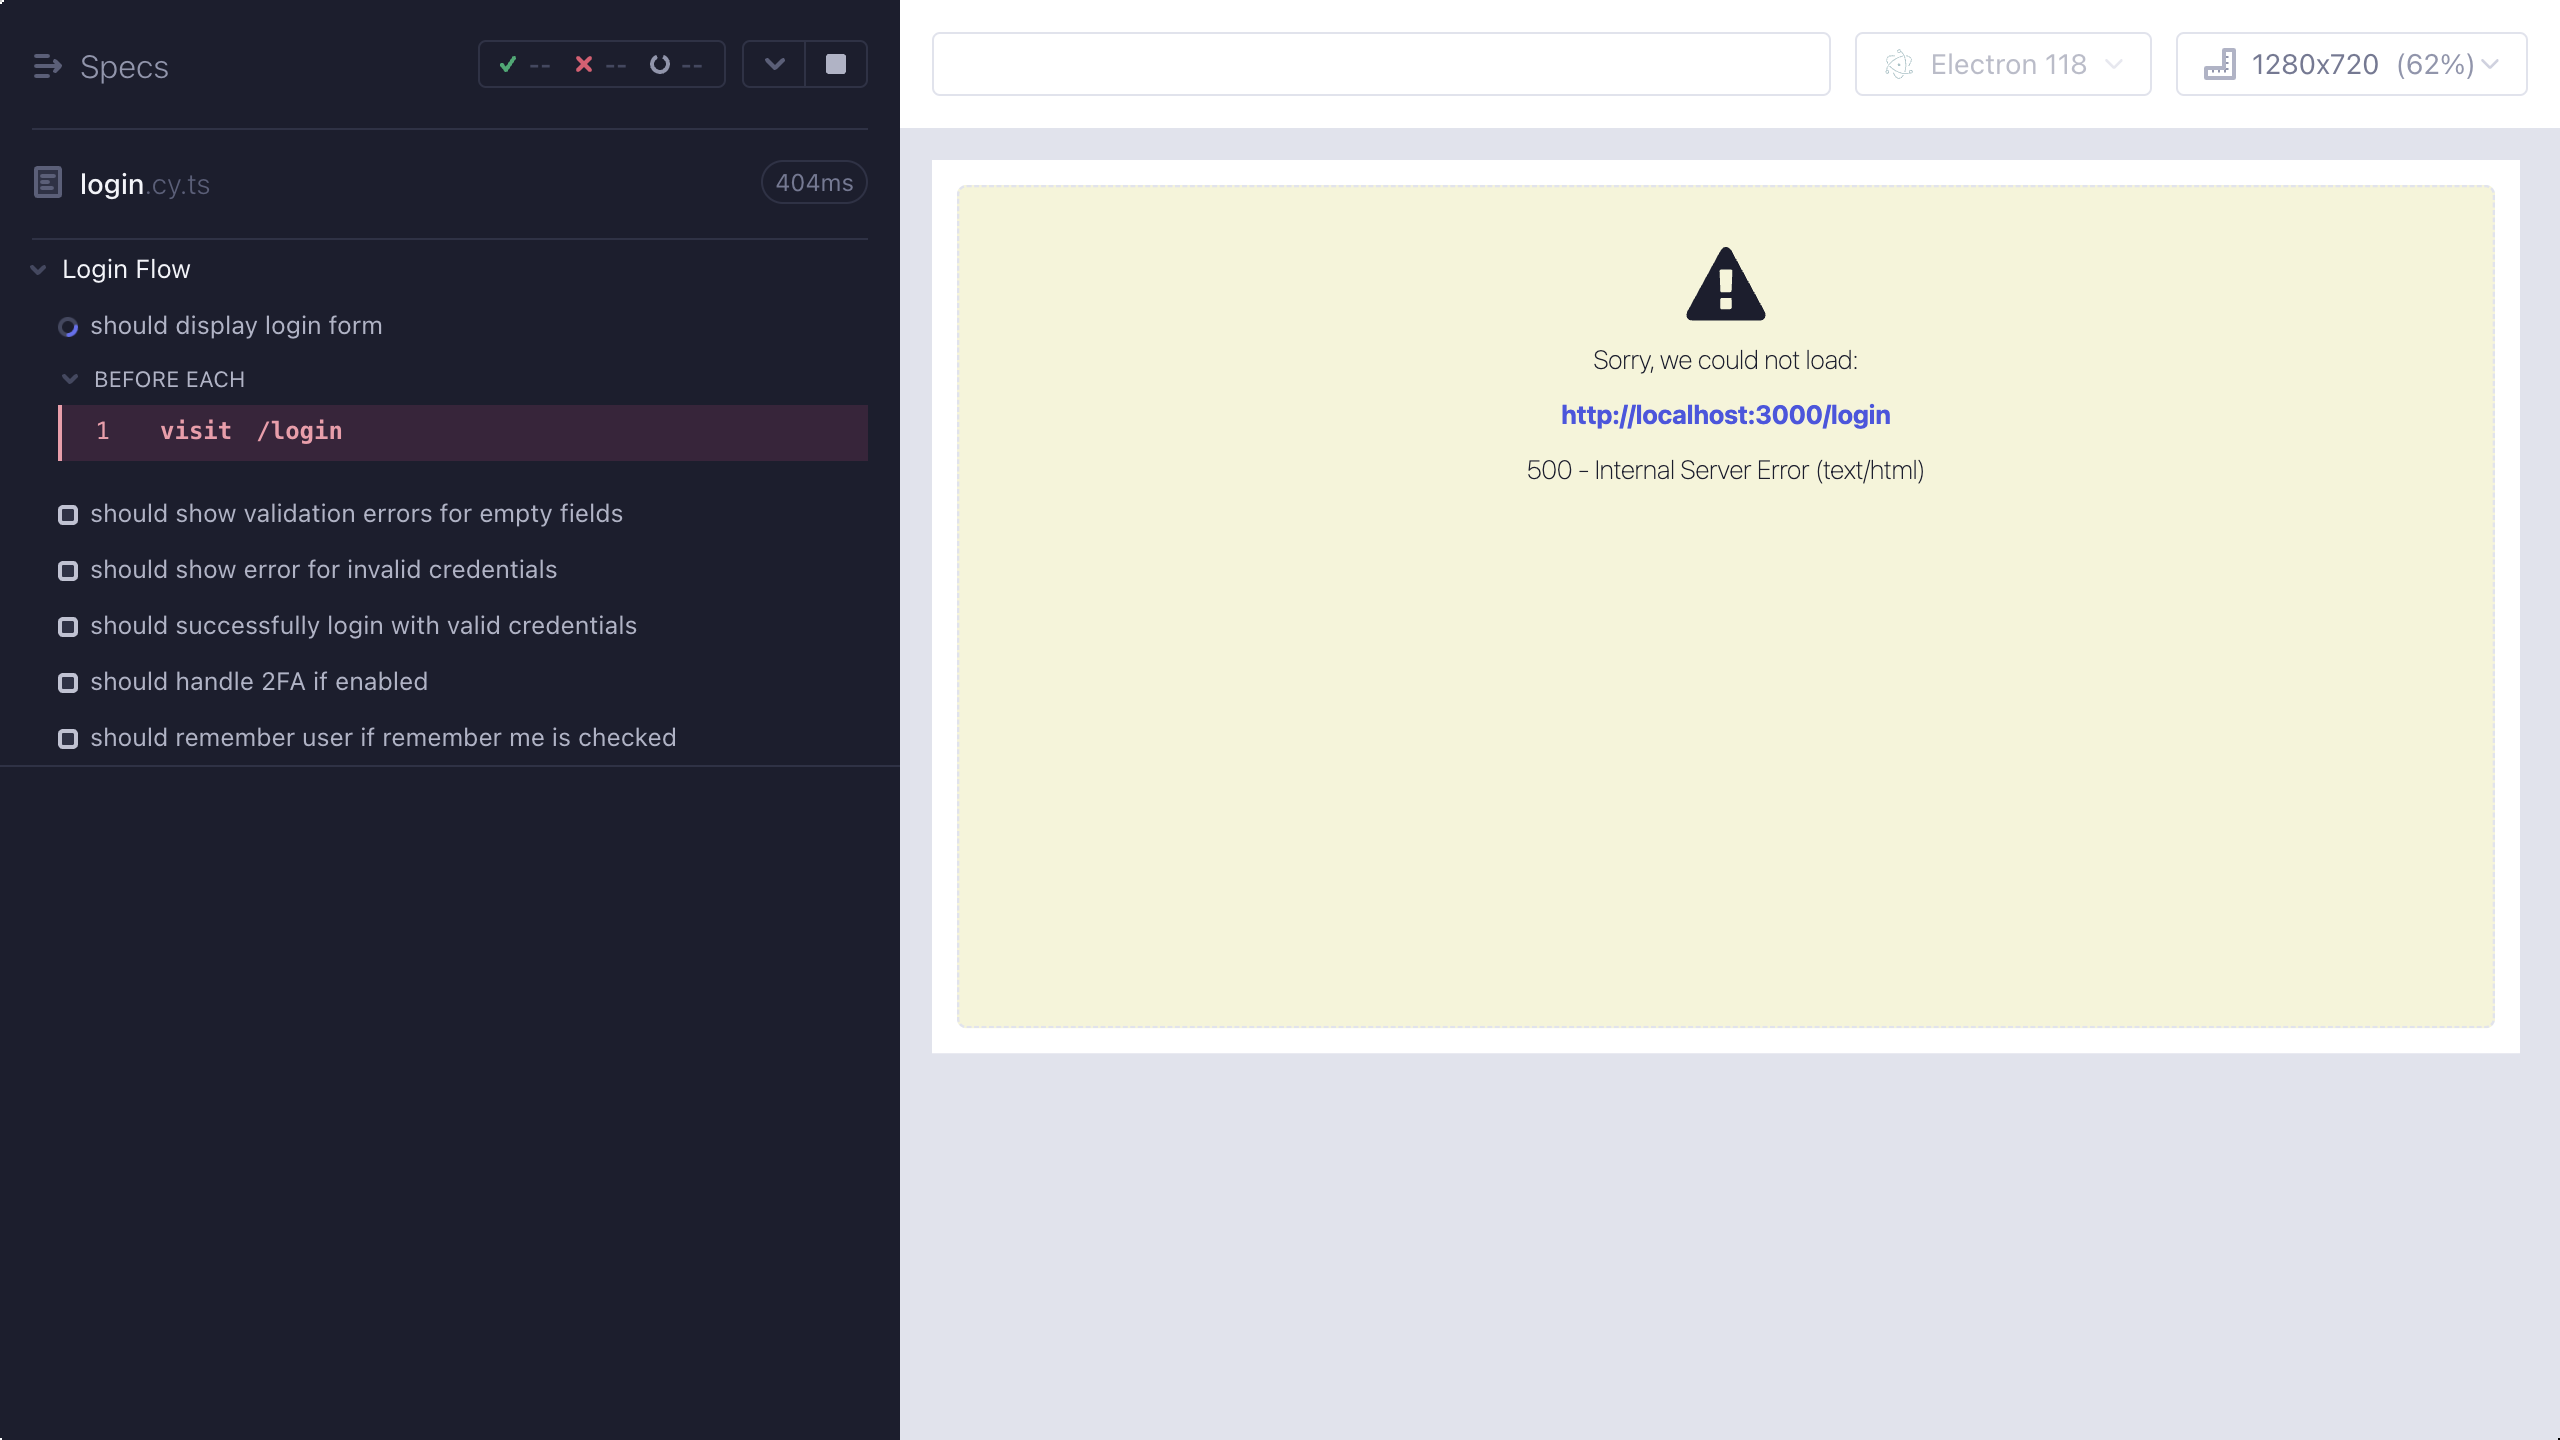 Specs
-- -- --
login.cy.ts
404ms
Login Flow
should display login form
BEFORE EACH
1 visit /login
should show validation errors for empty fields
should show error for invalid credentials
should successfully login with valid credentials
should handle 2FA if enabled
should remember user if remember me is checked
Electron 118
1280x720 (62%)
Sorry, we could not load:
http://localhost:3000/login
500 - Internal Server Error (text/html)